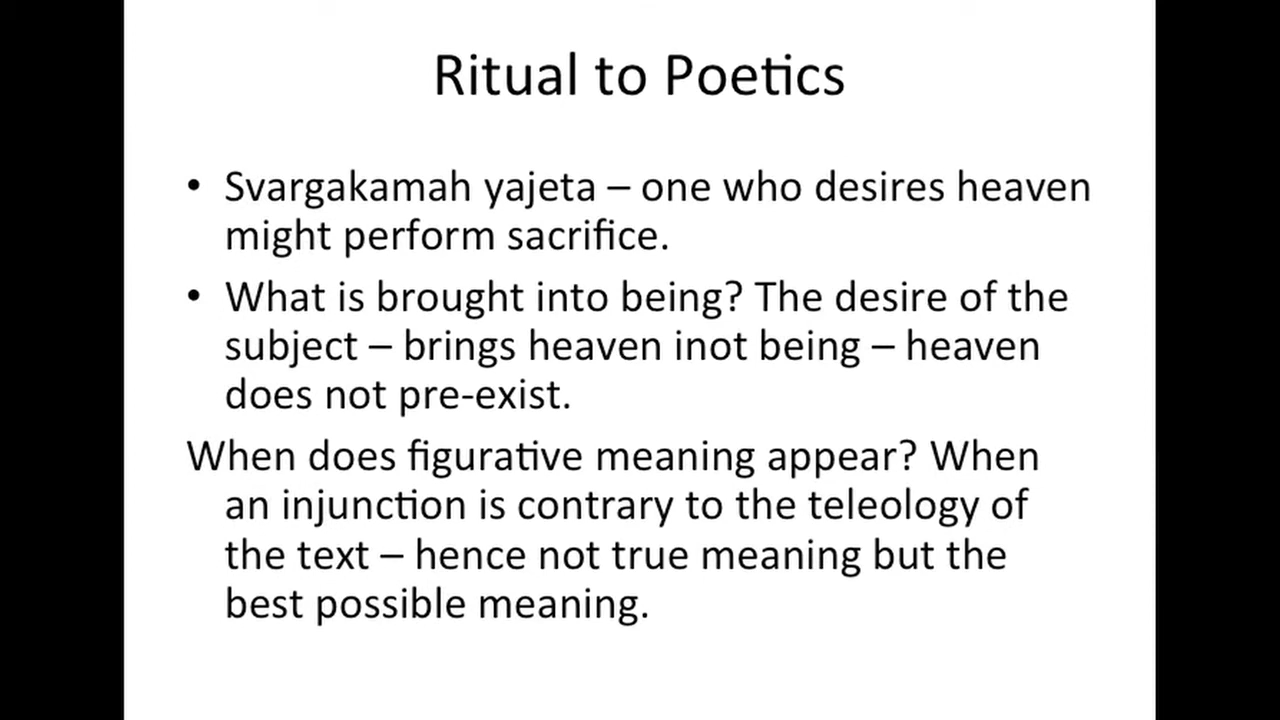 Ritual to Poetics
• Svargakamah yajeta – one who desires heaven
might perform sacrifice.
• What is brought into being? The desire of the
subject – brings heaven inot being – heaven
does not pre-exist.
When does figurative meaning appear? When
an injunction is contrary to the teleology of
the text – hence not true meaning but the
best possible meaning.